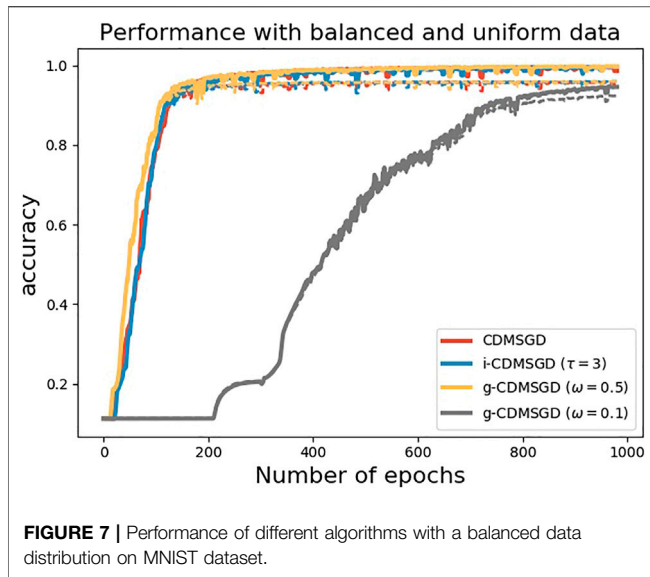 Performance with balanced and uniform data
accuracy
1.0
0.8
0.6
0.4
0.2
0
200
400
600
800
1000
Number of epochs
CDMSGD
i-CDMSGD (τ = 3)
g-CDMSGD (ω = 0.5)
g-CDMSGD (ω = 0.1)
FIGURE 7 | Performance of different algorithms with a balanced data
distribution on MNIST dataset.